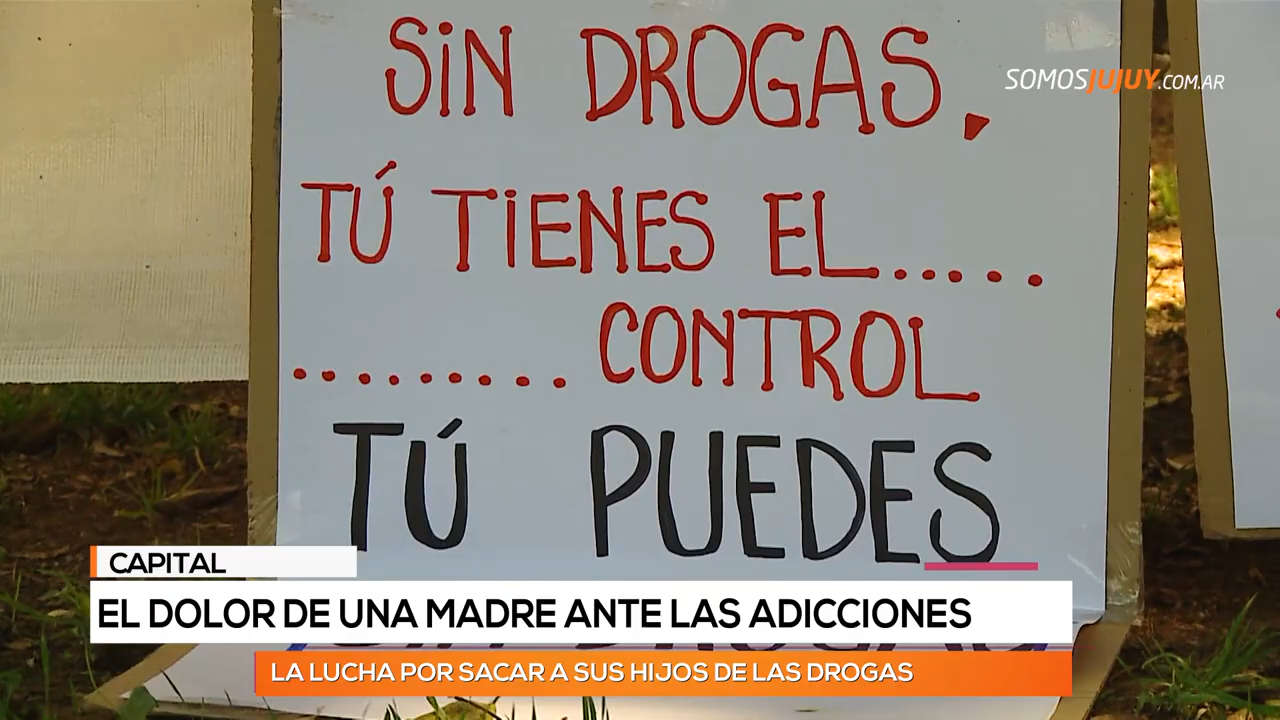 SIN DROGAS.
SOMOSJUJUY.COM.AR
TÚ TIENES EL.....
......... CONTROL
TÚ PUEDES
CAPITAL
EL DOLOR DE UNA MADRE ANTE LAS ADICCIONES
LA LUCHA POR SACAR A SUS HIJOS DE LAS DROGAS